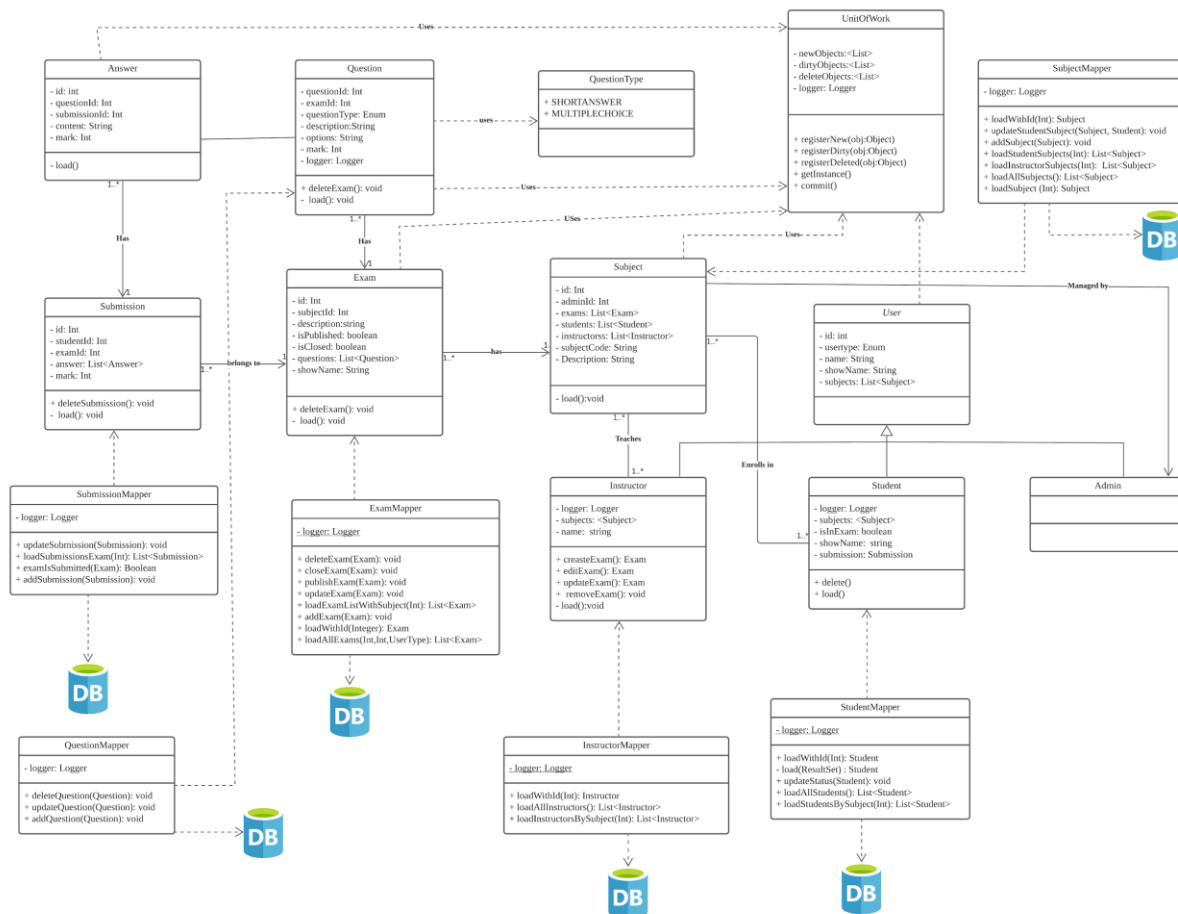 Uses
UnitOfWork
- newObjects:<List>
- dirtyObjects:<List>
- deleteObjects:<List>
- logger: Logger
+ registerNew(obj:Object)
+ registerDirty(obj:Object)
+ registerDeleted(obj:Object)
+ getInstance()
+ commit()
Answer
- id: int
- questionId: Int
- submissionId: Int
- content: String
- mark: Int
- load()
1..*
Question
- questionId: Int
- examId: Int
- questionType: Enum
- description:String
- options: String
- mark: Int
- logger: Logger
+ deleteExam(): void
- load(): void
1..*
uses
QuestionType
+ SHORTANSWER
+ MULTIPLECHOICE
Uses
USes
Uses
SubjectMapper
- logger: Logger
+ loadWithId(Int): Subject
+ updateStudentSubject(Subject, Student): void
+ addSubject(Subject): void
+ loadStudentSubjects(Int): List<Subject>
+ loadInstructorSubjects(Int): List<Subject>
+ loadAllSubjects(): List<Subject>
+ loadSubject (Int): Subject
DB
Has
1
Has
1
Submission
- id: Int
- studentId: Int
- examId: Int
- answer: List<Answer>
- mark: Int
+ deleteSubmission(): void
- load(): void
1..*
belongs to
1
Exam
- id: Int
- subjectId: Int
- description:string
- isPublished: boolean
- isClosed: boolean
- questions: List<Question>
- showName: String
+ deleteExam(): void
- load(): void
1..*
has
1.
Subject
- id: Int
- adminId: Int
- exams: List<Exam>
- students: List<Student>
- instructorss: List<Instructor>
- subjectCode: String
- Description: String
- load():void
1..*
1..*
Managed by
User
- id: int
- usertype: Enum
- name: String
- showName: String
- subjects: List<Subject>
Teaches
1..*
Enrolls in
1..*
SubmissionMapper
- logger: Logger
+ updateSubmission(Submission): void
+ loadSubmissionsExam(Int): List<Submission>
+ examIsSubmitted(Exam): Boolean
+ addSubmission(Submission): void
DB
ExamMapper
- logger: Logger
+ deleteExam(Exam): void
+ closeExam(Exam): void
+ publishExam(Exam): void
+ updateExam(Exam): void
+ loadExamListWithSubject(Int): List<Exam>
+ addExam(Exam): void
+ loadWithId(Integer): Exam
+ loadAllExams(Int,Int,UserType): List<Exam>
DB
Instructor
- logger: Logger
- subjects: <Subject>
- name: string
+ createExam(): Exam
+ editExam(): Exam
+ updateExam(): Exam
+ removeExam(): void
- load():void
Student
- logger: Logger
- subjects: <Subject>
- isInExam: boolean
- showName: string
- submission: Submission
+ delete()
+ load()
Admin
QuestionMapper
- logger: Logger
+ deleteQuestion(Question): void
+ updateQuestion(Question): void
+ addQuestion(Question): void
DB
InstructorMapper
- logger: Logger
+ loadWithId(Int): Instructor
+ loadAllInstructors(): List<Instructor>
+ loadInstructorsBySubject(Int): List<Instructor>
DB
StudentMapper
- logger: Logger
+ loadWithId(Int): Student
- load(ResultSet) : Student
+ updateStatus(Student): void
+ loadAllStudents(): List<Student>
+ loadStudentsBySubject(Int): List<Student>
DB